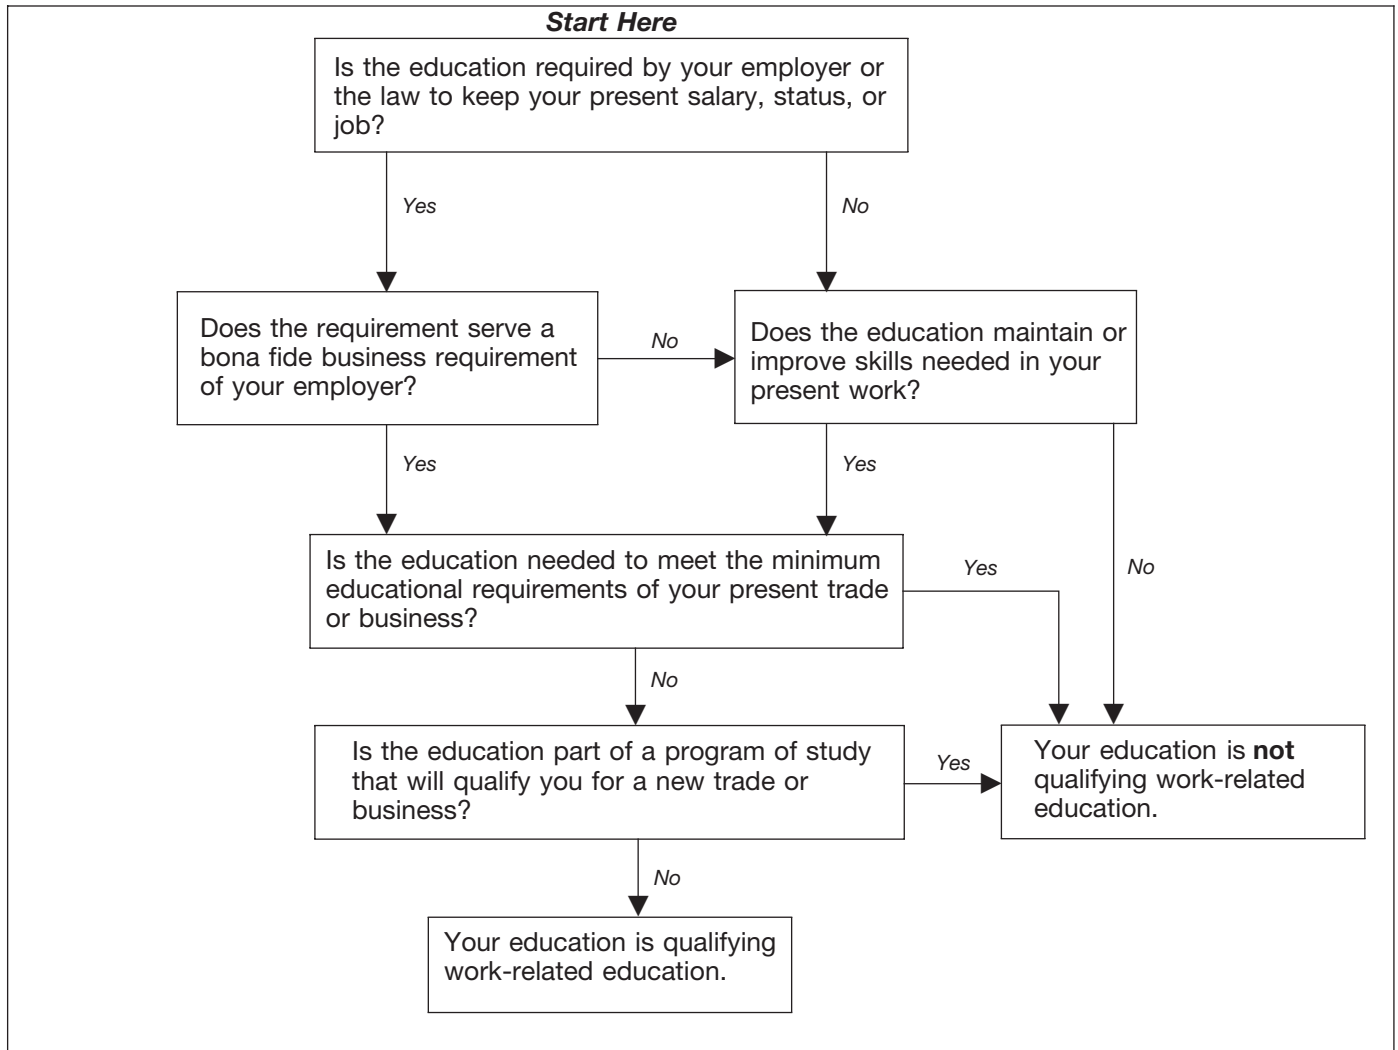 Start Here
Is the education required by your employer or
the law to keep your present salary, status, or
job?
Yes
No
Does the requirement serve a
bona fide business requirement
of your employer?
No
Does the education maintain or
improve skills needed in your
present work?
Yes
Yes
Is the education needed to meet the minimum
educational requirements of your present trade
or business?
Yes
No
No
Is the education part of a program of study
that will qualify you for a new trade or
business?
Yes
Your education is not
qualifying work-related
education.
No
Your education is qualifying
work-related education.